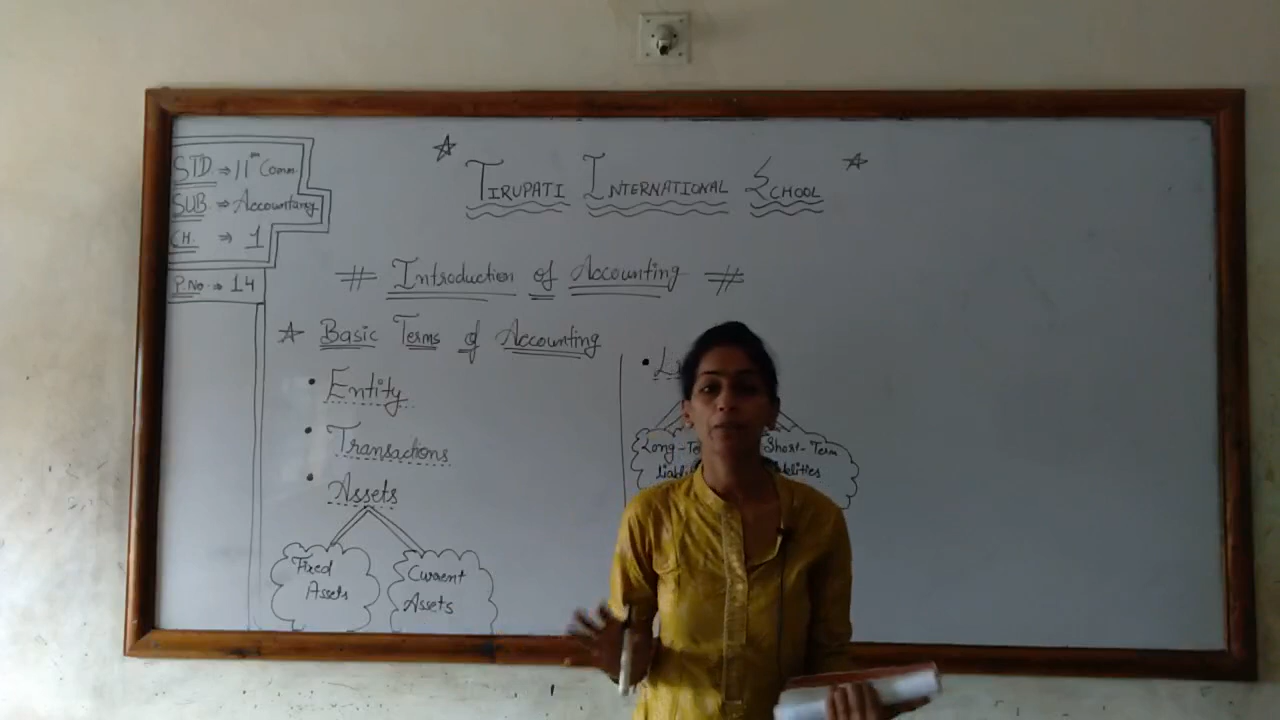 STD ⇒ 11th Comm.
SUB ⇒ Accountancy
CH. ⇒ 1
P.No ⇒ 14
☆ TIRUPATI INTERNATIONAL SCHOOL ☆
# Introduction of Accounting #
☆ Basic Terms of Accounting
• Entity
• Transactions
• Assets
Fixed
Assets
Current
Assets
Long-
Short-Term